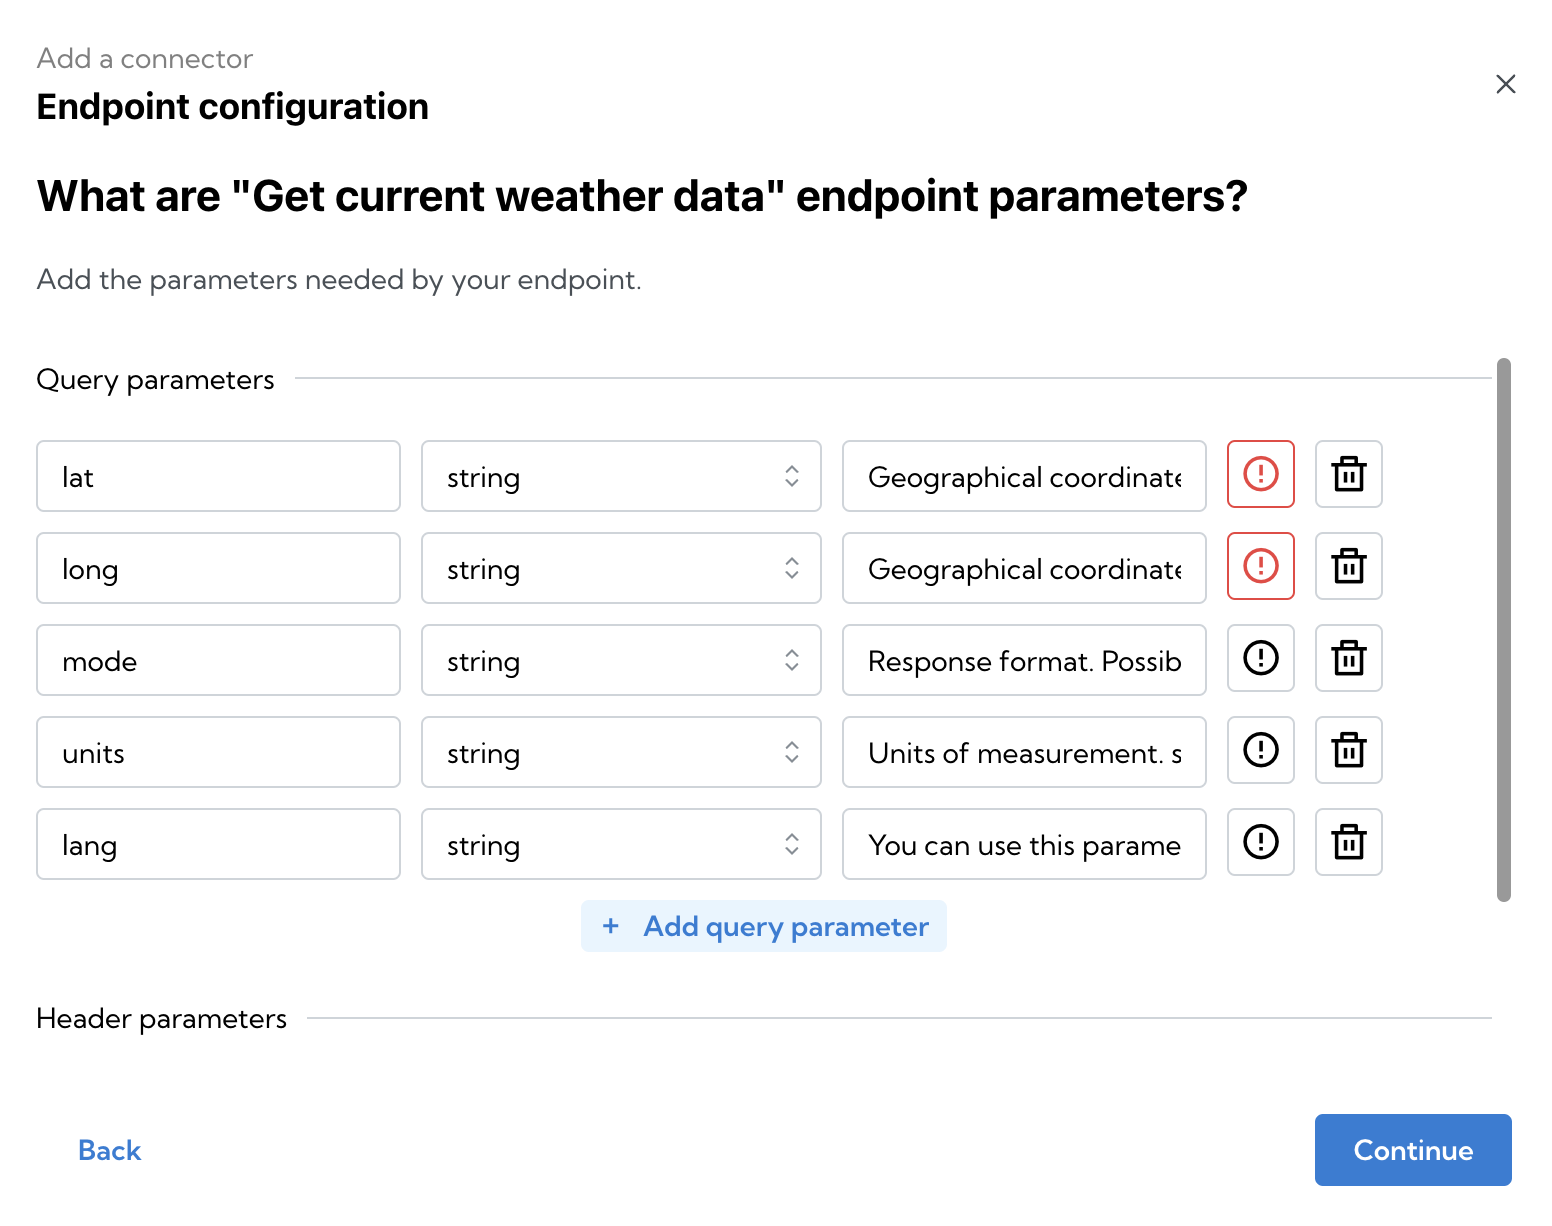 Add a connector
Endpoint configuration
What are "Get current weather data" endpoint parameters?
Add the parameters needed by your endpoint.
Query parameters
lat string Geographical coordinate
long string Geographical coordinate
mode string Response format. Possib
units string Units of measurement. s
lang string You can use this parame
+ Add query parameter
Header parameters
Back Continue